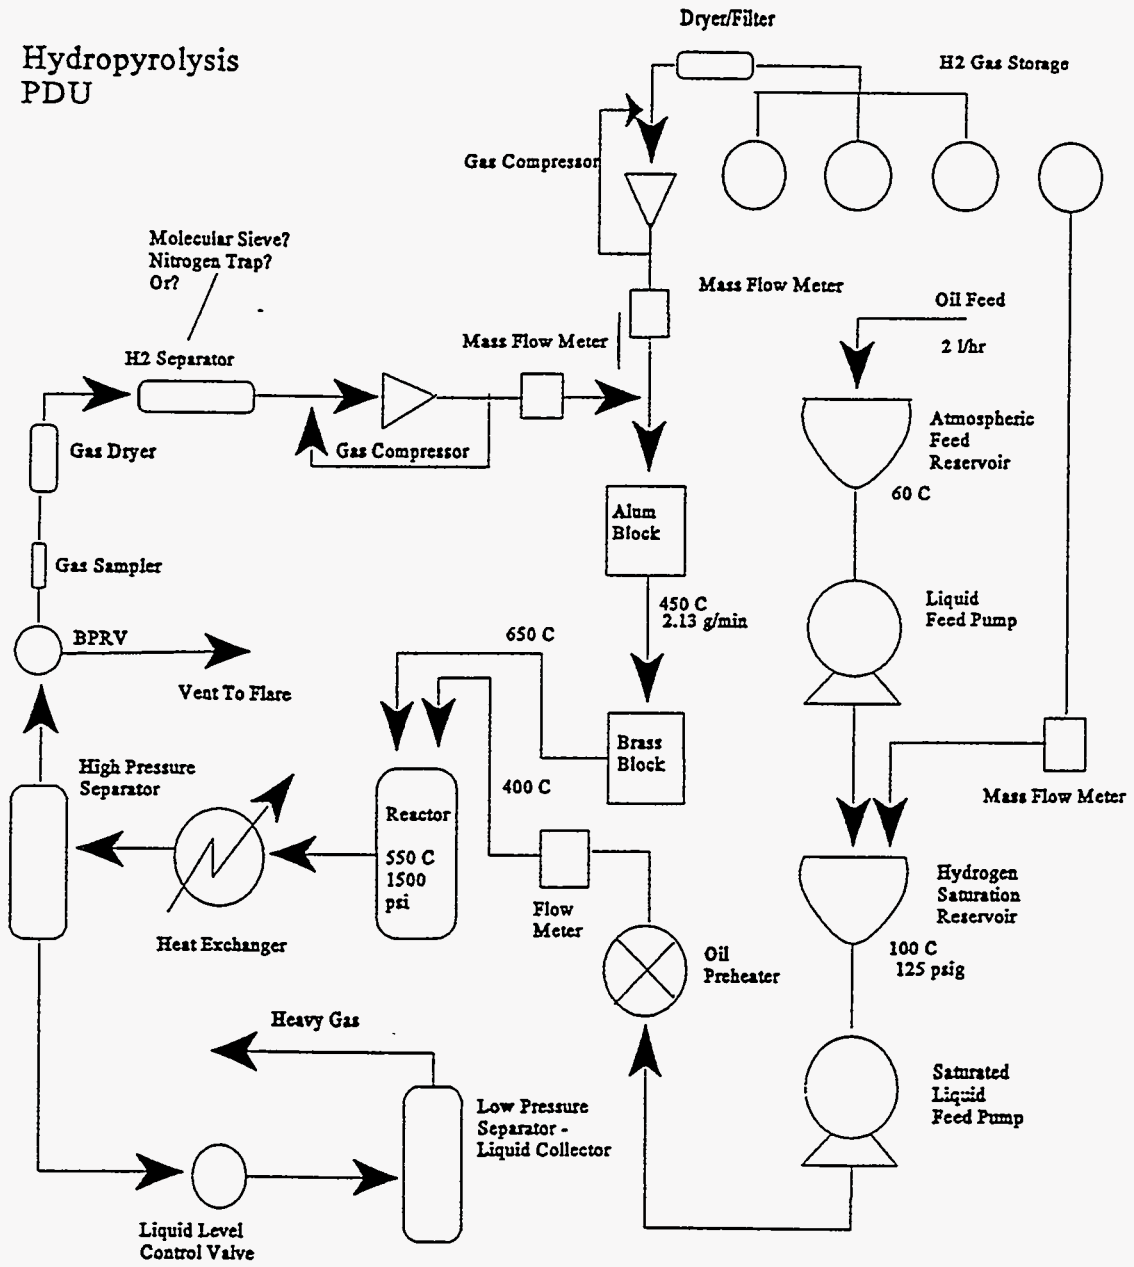 Hydropyrolysis
PDU
Dryer/Filter
H2 Gas Storage
Gas Compressor
Molecular Sieve?
Nitrogen Trap?
Or?
Mass Flow Meter
Oil Feed
2 l/hr
Mass Flow Meter
H2 Separator
Gas Compressor
Gas Dryer
Atmospheric
Feed
Reservoir
60 C
Alum
Block
Gas Sampler
450 C
2.13 g/min
Liquid
Feed Pump
BPRV
650 C
Vent To Flare
High Pressure
Separator
Brass
Block
400 C
Mass Flow Meter
Reactor
550 C
1500
psi
Hydrogen
Saturation
Reservoir
Flow
Meter
Heat Exchanger
Oil
Preheater
100 C
125 psig
Heavy Gas
Saturated
Liquid
Feed Pump
Low Pressure
Separator -
Liquid Collector
Liquid Level
Control Valve